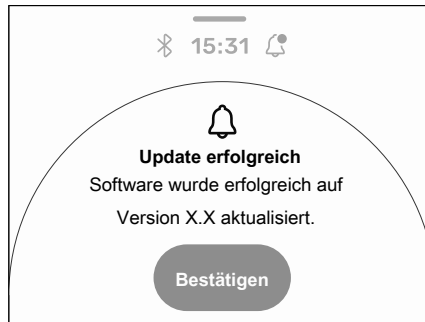 15:31
Update erfolgreich
Software wurde erfolgreich auf
Version X.X aktualisiert.
Bestätigen